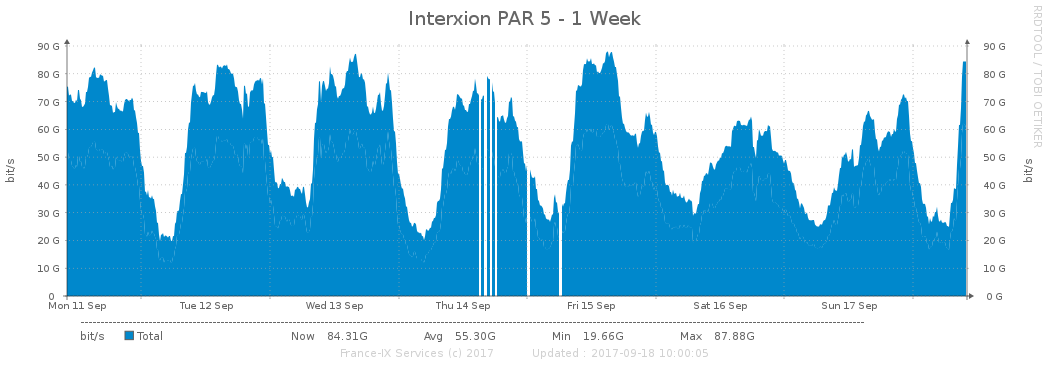 Interxion PAR 5 - 1 Week
RRDTOOL / TOBI OETIKER
bit/s
90 G
80 G
70 G
60 G
50 G
40 G
30 G
20 G
10 G
0
90 G
80 G
70 G
60 G
50 G
40 G
30 G
20 G
10 G
0 G
bit/s
Mon 11 Sep Tue 12 Sep Wed 13 Sep Thu 14 Sep Fri 15 Sep Sat 16 Sep Sun 17 Sep
bit/s Total Now 84.31G Avg 55.30G Min 19.66G Max 87.88G
France-IX Services (c) 2017 Updated : 2017-09-18 10:00:05